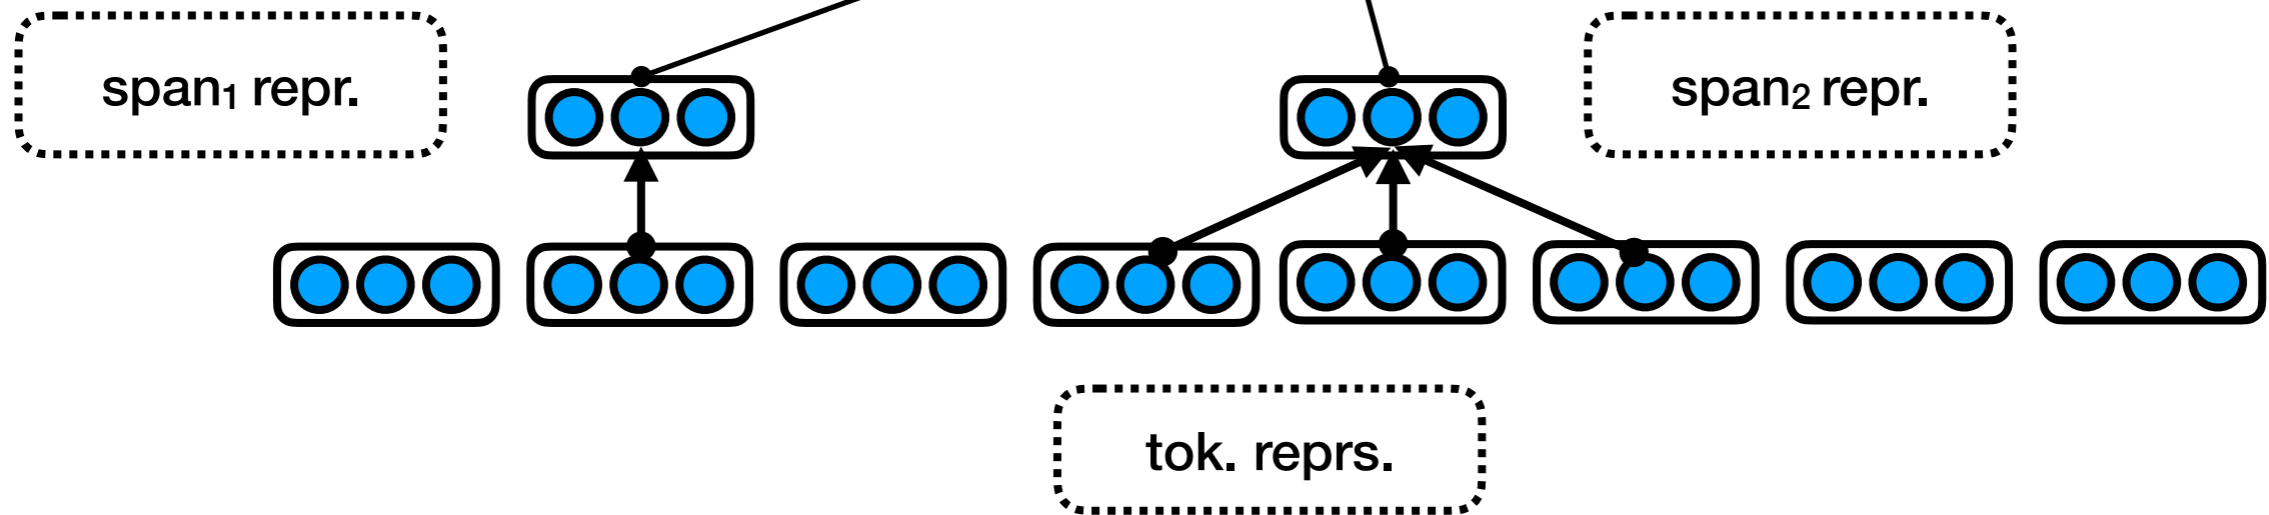 span₁ repr.
span₂ repr.
tok. reprs.